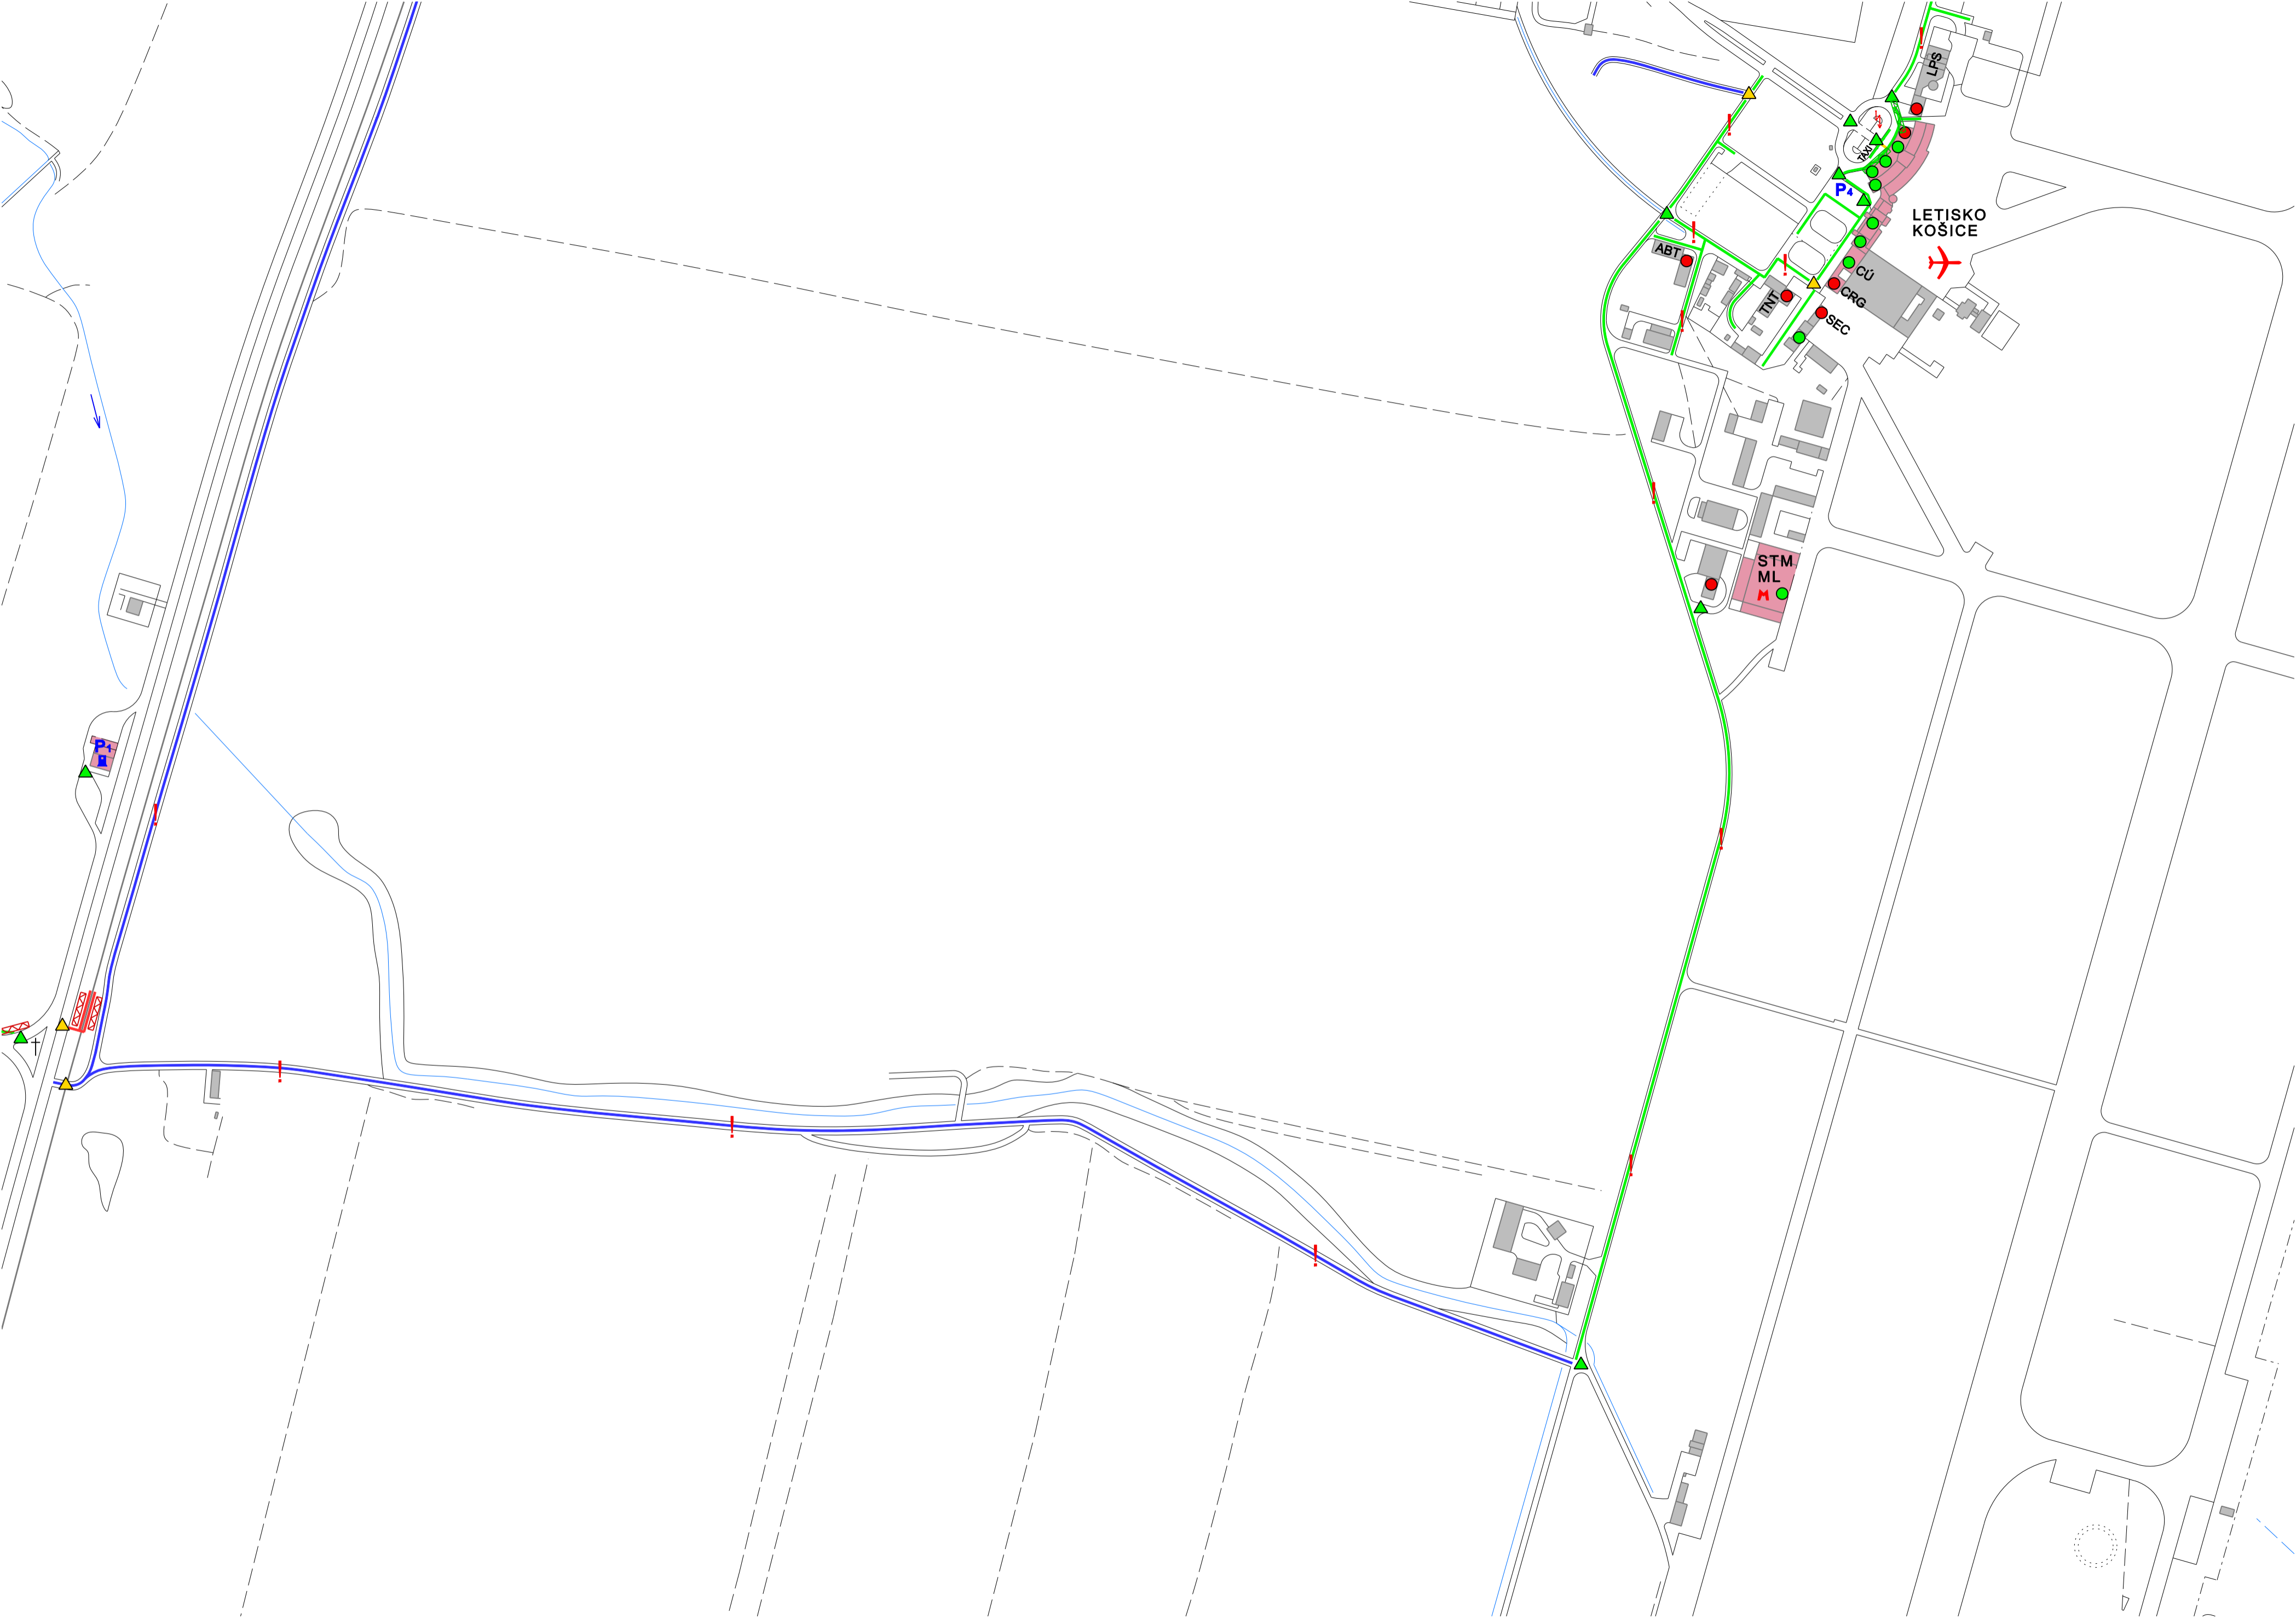 LPS
TAXI
P4
LETISKO
KOŠICE
ABT
CÚ
CRG
TNT
SEC
STM
ML
P1